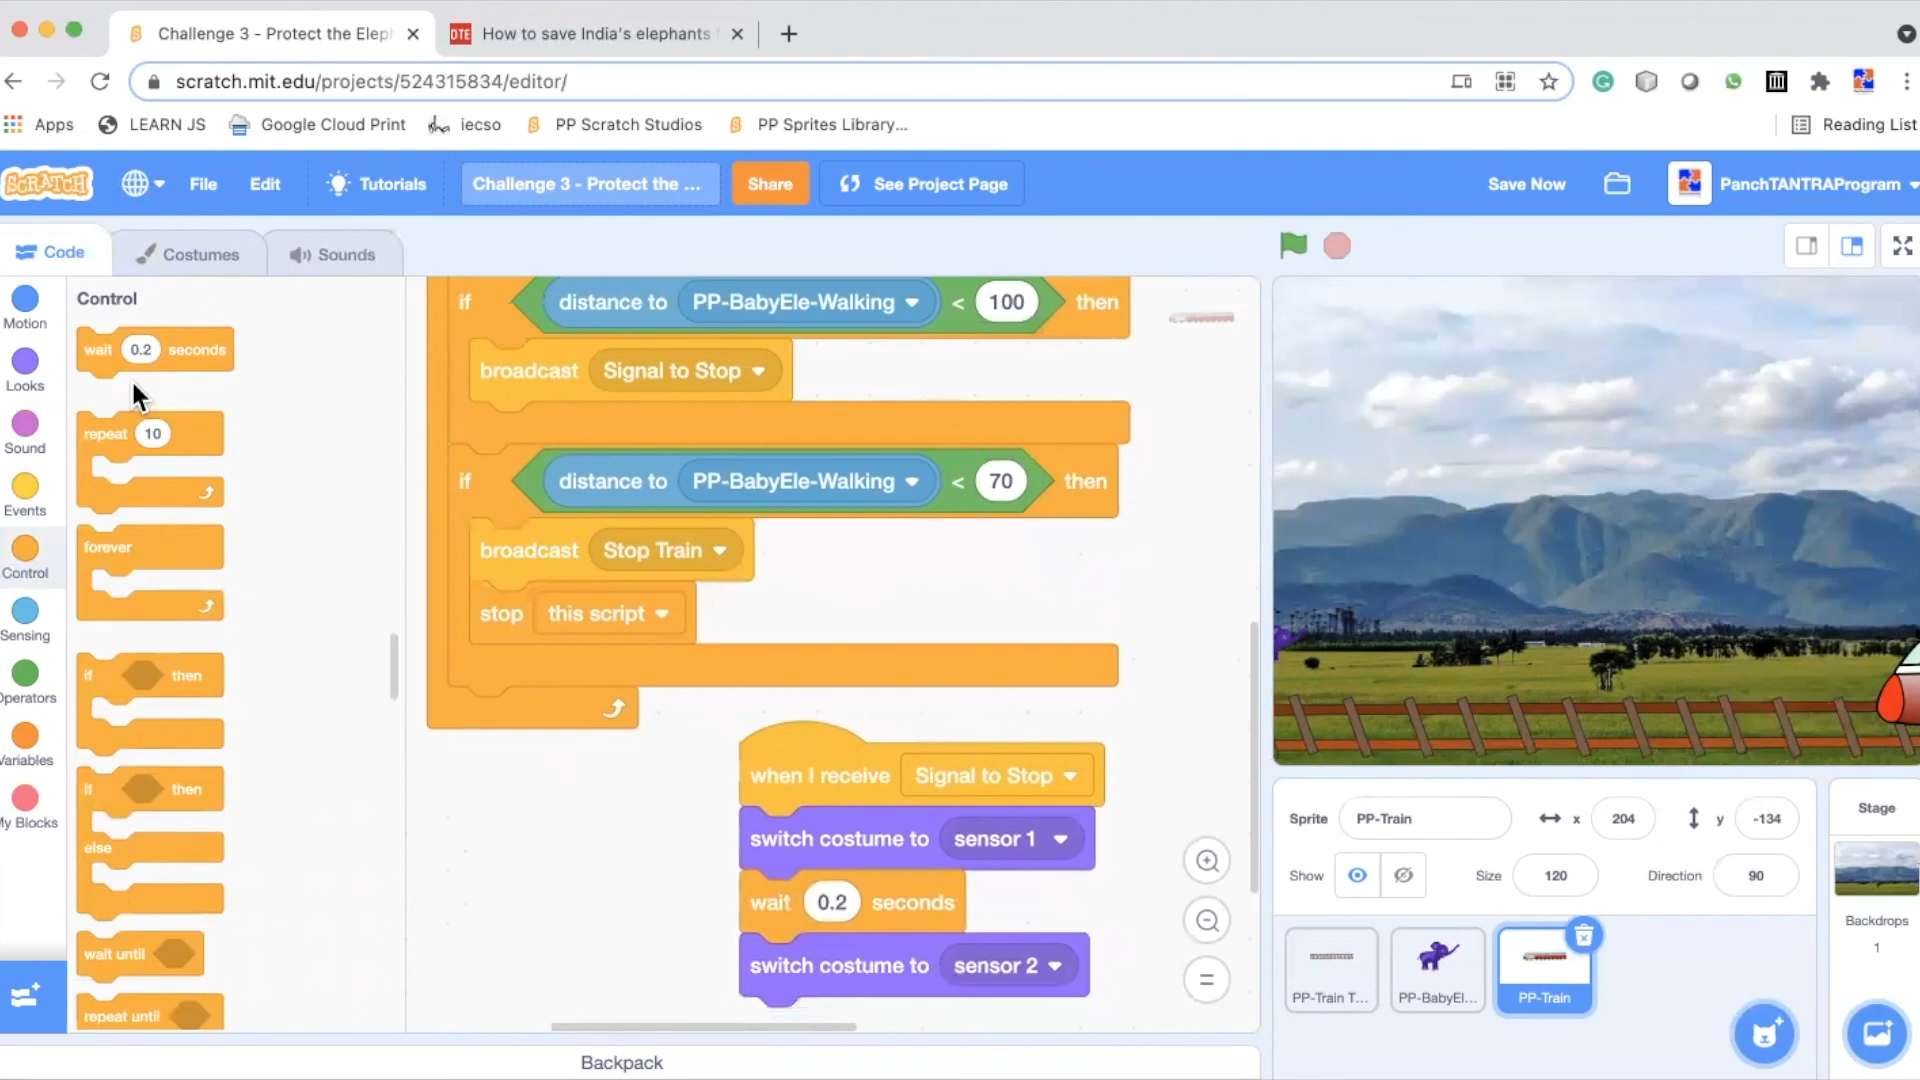 Challenge 3 - Protect the Elep
DTE How to save India's elephants f
scratch.mit.edu/projects/524315834/editor/
Apps LEARN JS Google Cloud Print iecso PP Scratch Studios PP Sprites Library... Reading List
SCRATCH File Edit Tutorials Challenge 3 - Protect the ... Share See Project Page Save Now PanchTANTRAProgram
Code Costumes Sounds
Motion
Looks
Sound
Events
Control
Sensing
Operators
Variables
My Blocks
Control
wait 0.2 seconds
repeat 10
forever
if then
if then
else
wait until
repeat until
if distance to PP-BabyEle-Walking < 100 then
broadcast Signal to Stop
if distance to PP-BabyEle-Walking < 70 then
broadcast Stop Train
stop this script
when I receive Signal to Stop
switch costume to sensor 1
wait 0.2 seconds
switch costume to sensor 2
Backpack
Sprite PP-Train x 204 y -134
Show Size 120 Direction 90
PP-Train T... PP-BabyEl... PP-Train
Stage
Backdrops
1